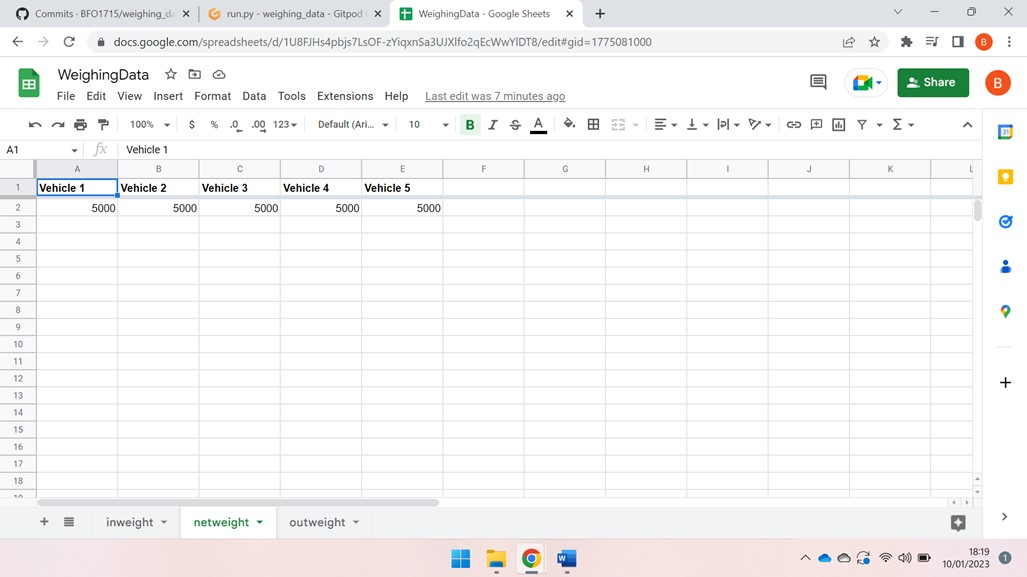 Commits · BFO1715/weighing_da
run.py - weighing_data - Gitpod
WeighingData - Google Sheets
docs.google.com/spreadsheets/d/1U8FJHs4pbjs7LsOF-zYiqxnSa3UJXIfo2qEcWwYlDT8/edit#gid=1775081000
B
WeighingData
File Edit View Insert Format Data Tools Extensions Help Last edit was 7 minutes ago
Share
B
100% $ % .0 .00 123 Default (Ari... 10 B I S A
A1 fx Vehicle 1
A B C D E F G H I J K L
1 Vehicle 1 Vehicle 2 Vehicle 3 Vehicle 4 Vehicle 5
2 5000 5000 5000 5000 5000
3
4
5
6
7
8
9
10
11
12
13
14
15
16
17
18
19
inweight netweight outweight
31
W
18:19
10/01/2023
1